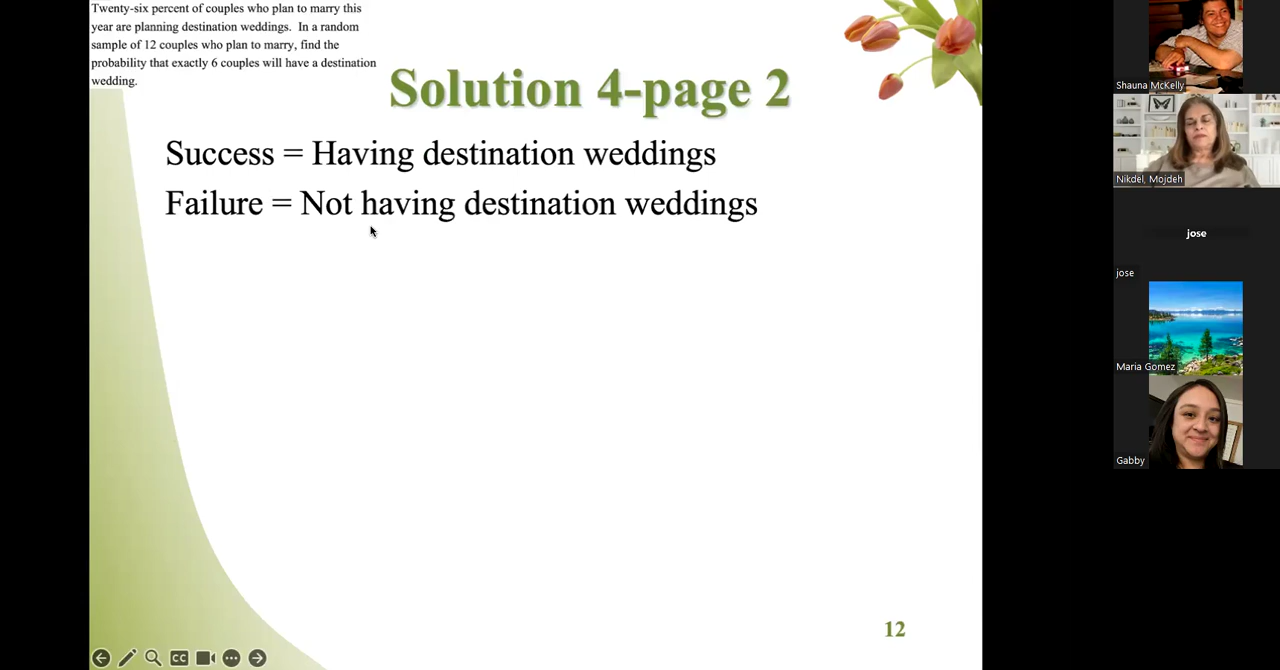 Twenty-six percent of couples who plan to marry this
year are planning destination weddings.  In a random
sample of 12 couples who plan to marry, find the
probability that exactly 6 couples will have a destination
wedding.
Solution 4-page 2
Success = Having destination weddings
Failure = Not having destination weddings
12
CC
Shauna McKelly
Nikdel, Mojdeh
jose
jose
Maria Gomez
Gabby